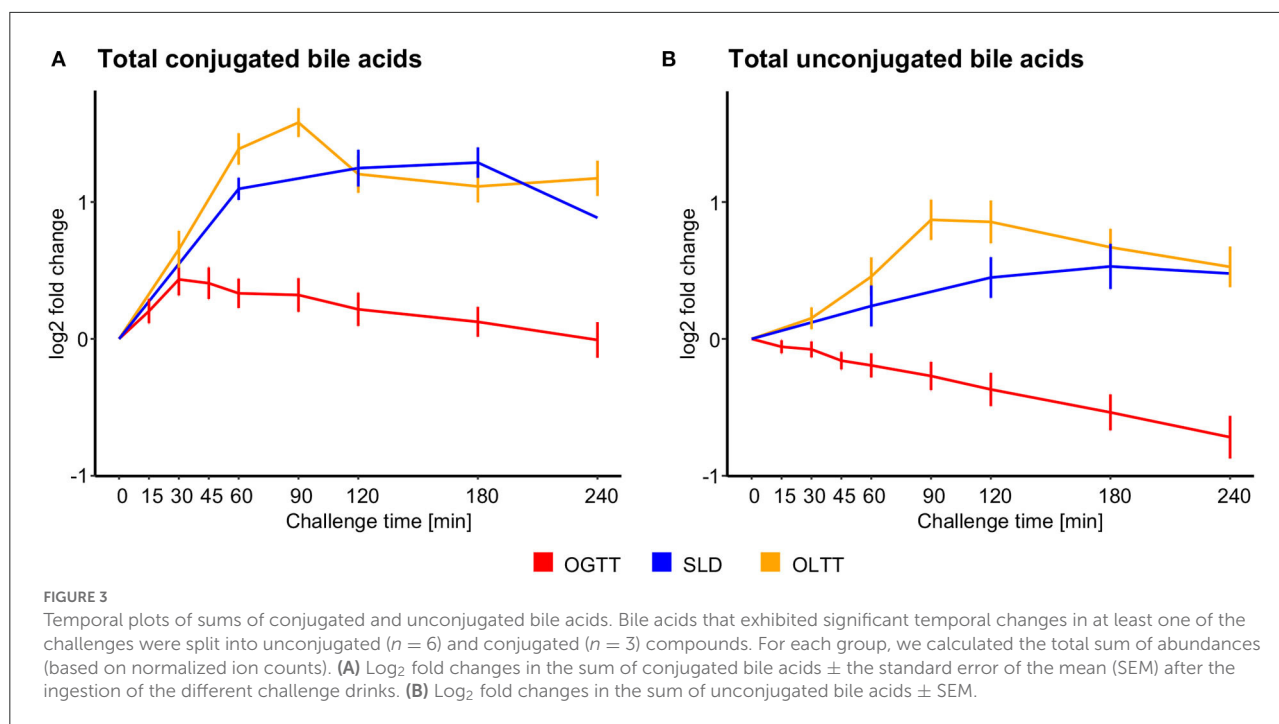 A Total conjugated bile acids
log2 fold change
1
0
-1
0 15 30 45 60 90 120 180 240
Challenge time [min]
B Total unconjugated bile acids
log2 fold change
1
0
-1
0 15 30 45 60 90 120 180 240
Challenge time [min]
OGTT SLD OLTT
FIGURE 3
Temporal plots of sums of conjugated and unconjugated bile acids. Bile acids that exhibited significant temporal changes in at least one of the
challenges were split into unconjugated (n = 6) and conjugated (n = 3) compounds. For each group, we calculated the total sum of abundances
(based on normalized ion counts). (A) Log₂ fold changes in the sum of conjugated bile acids ± the standard error of the mean (SEM) after the
ingestion of the different challenge drinks. (B) Log₂ fold changes in the sum of unconjugated bile acids ± SEM.